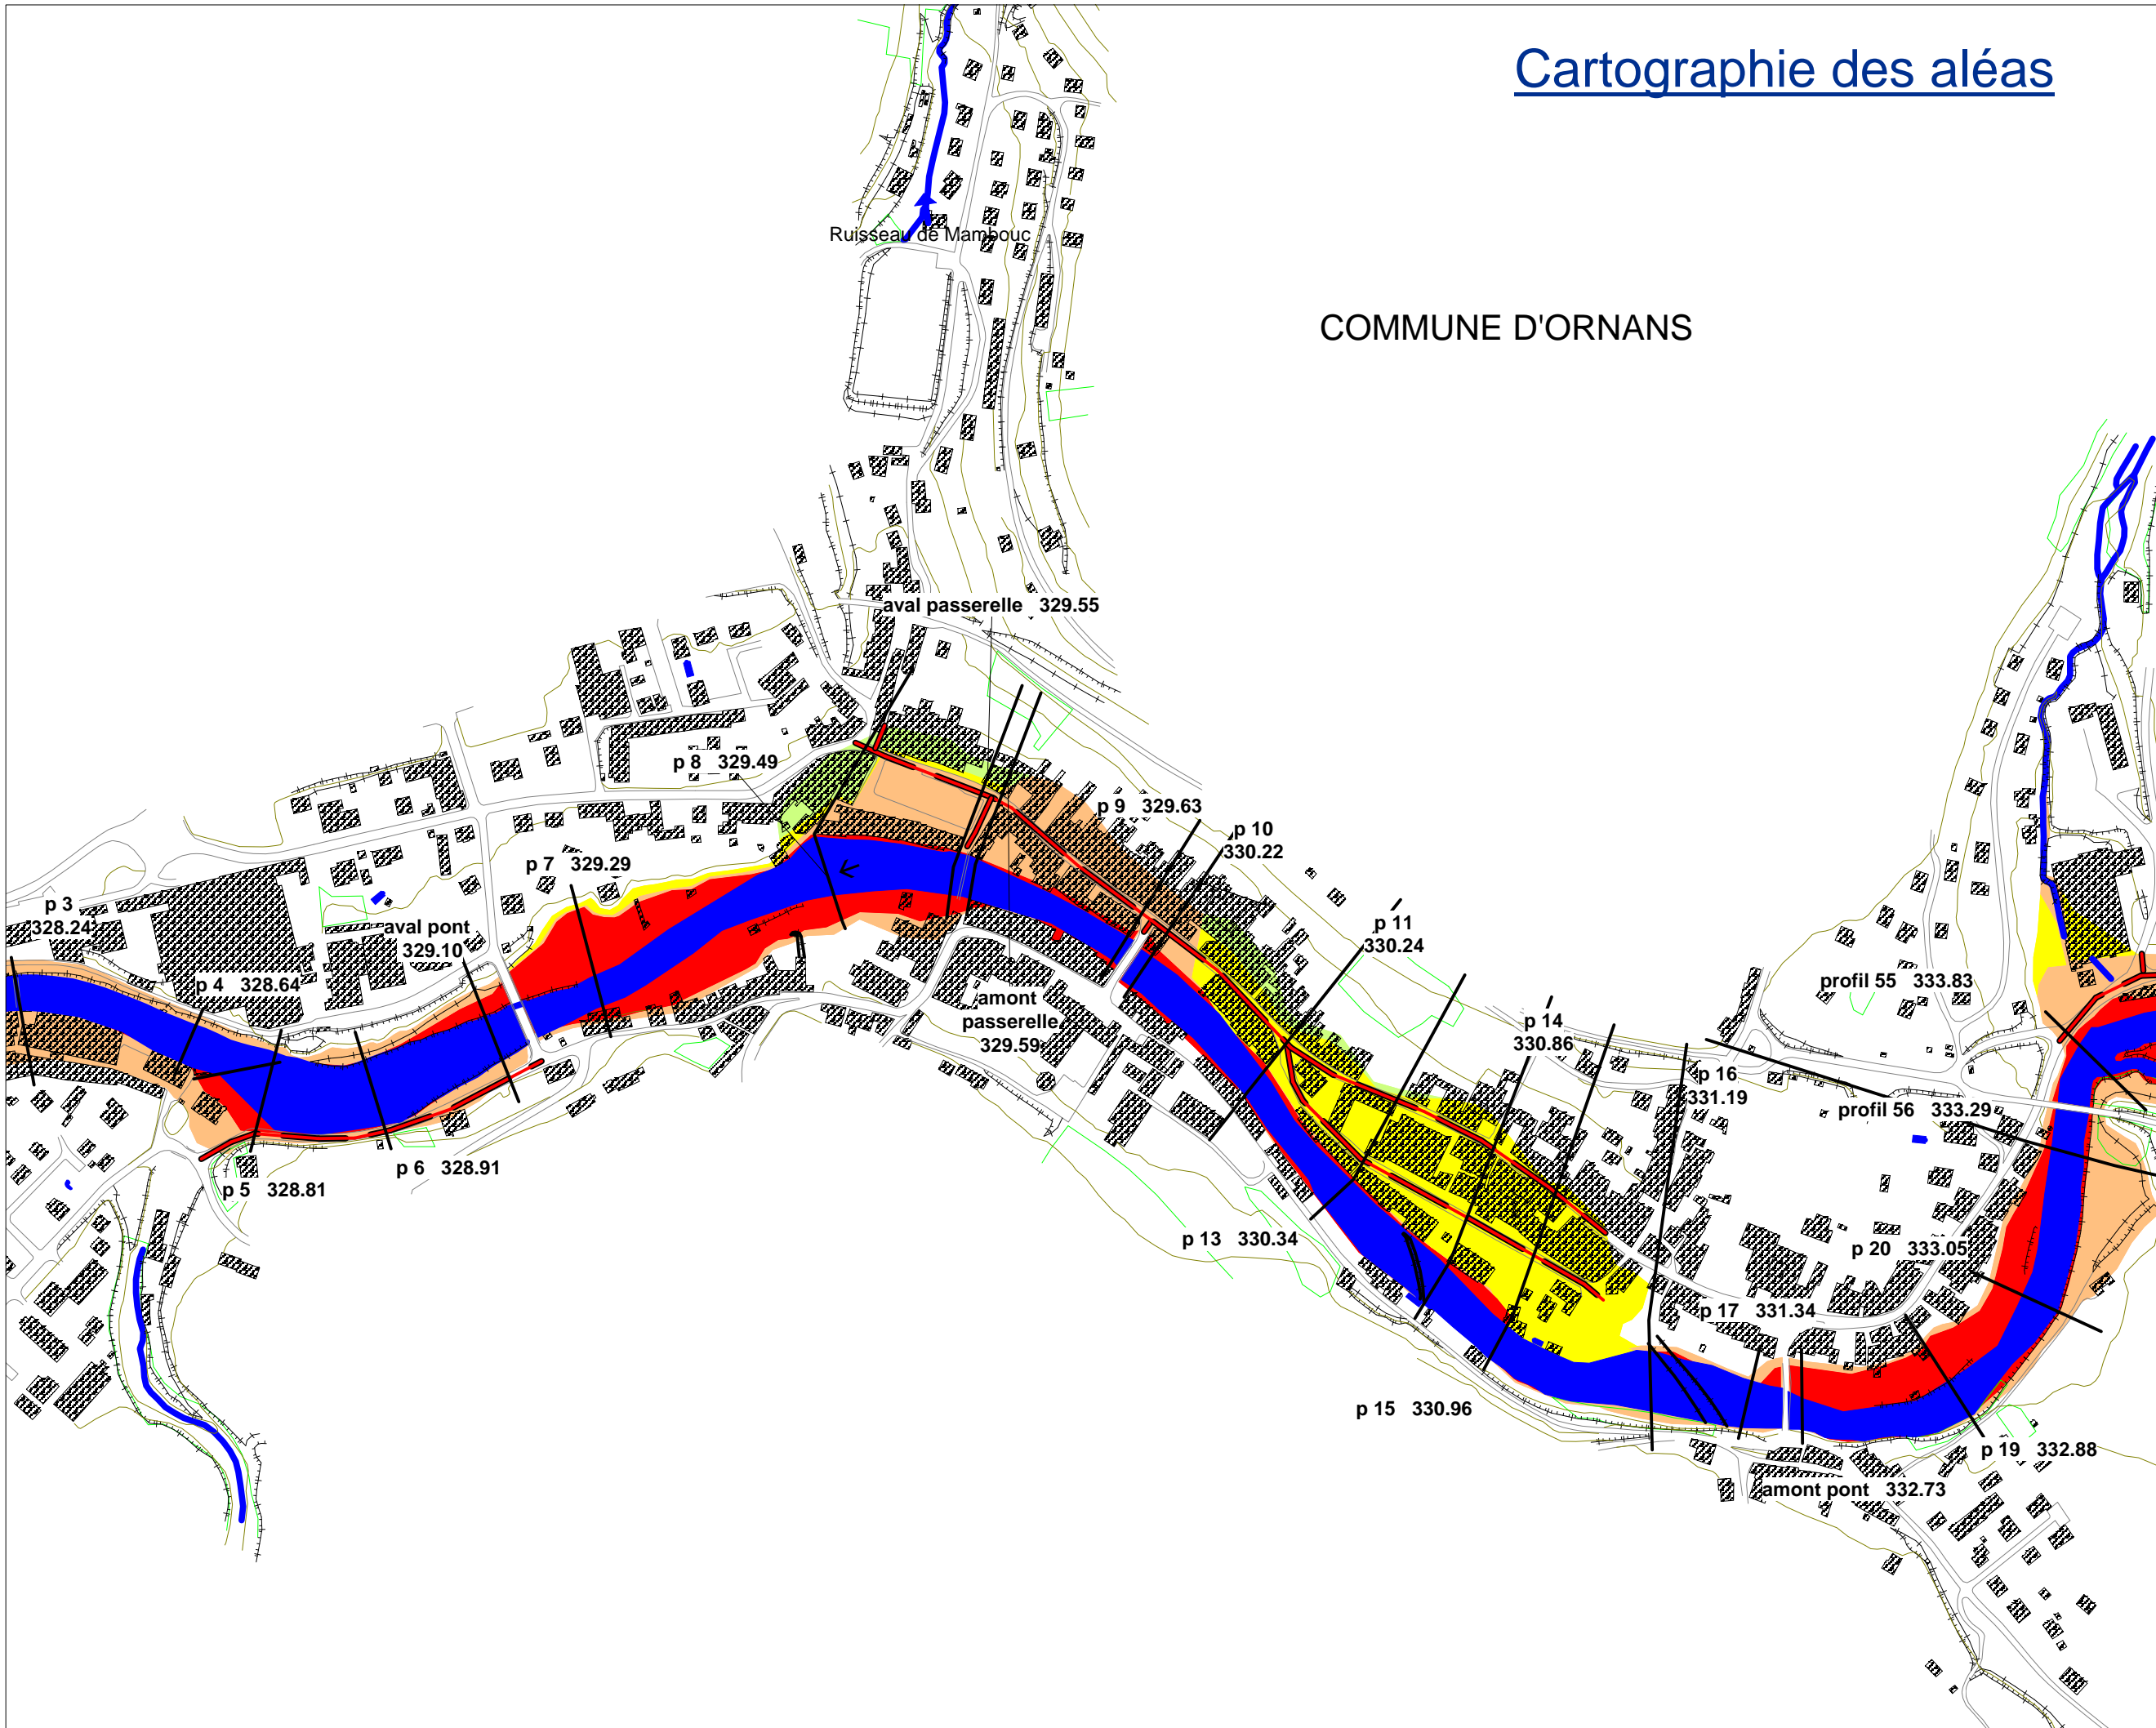 Cartographie des aléas
Ruisseau de Mambouc
COMMUNE D'ORNANS
aval passerelle 329.55
p 8 329.49
p 9 329.63
p 10
330.22
p 7 329.29
p 3
328.24
aval pont
329.10
p 11
330.24
p 4 328.64
profil 55 333.83
amont
passerelle
329.59
p 14
330.86
p 16
331.19
profil 56 333.29
p 6 328.91
p 5 328.81
p 13 330.34
p 20 333.05
p 17 331.34
p 15 330.96
p 19 332.88
amont pont 332.73